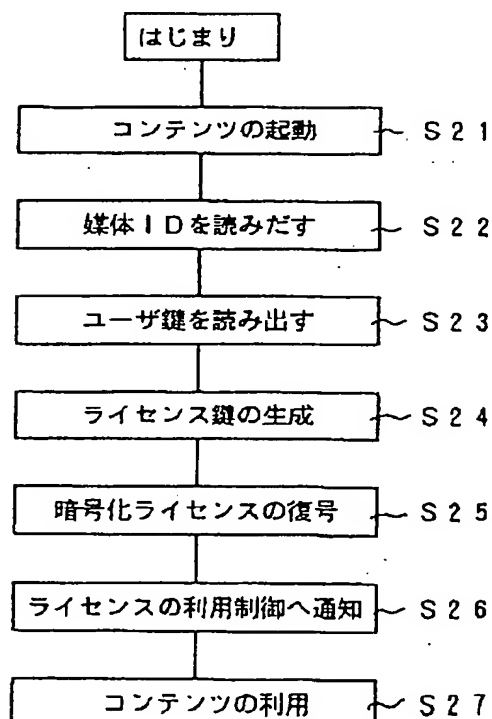 はじまり
コンテンツの起動 S21
媒体IDを読みだす S22
ユーザ鍵を読み出す S23
ライセンス鍵の生成 S24
暗号化ライセンスの復号 S25
ライセンスの利用制御へ通知 S26
コンテンツの利用 S27